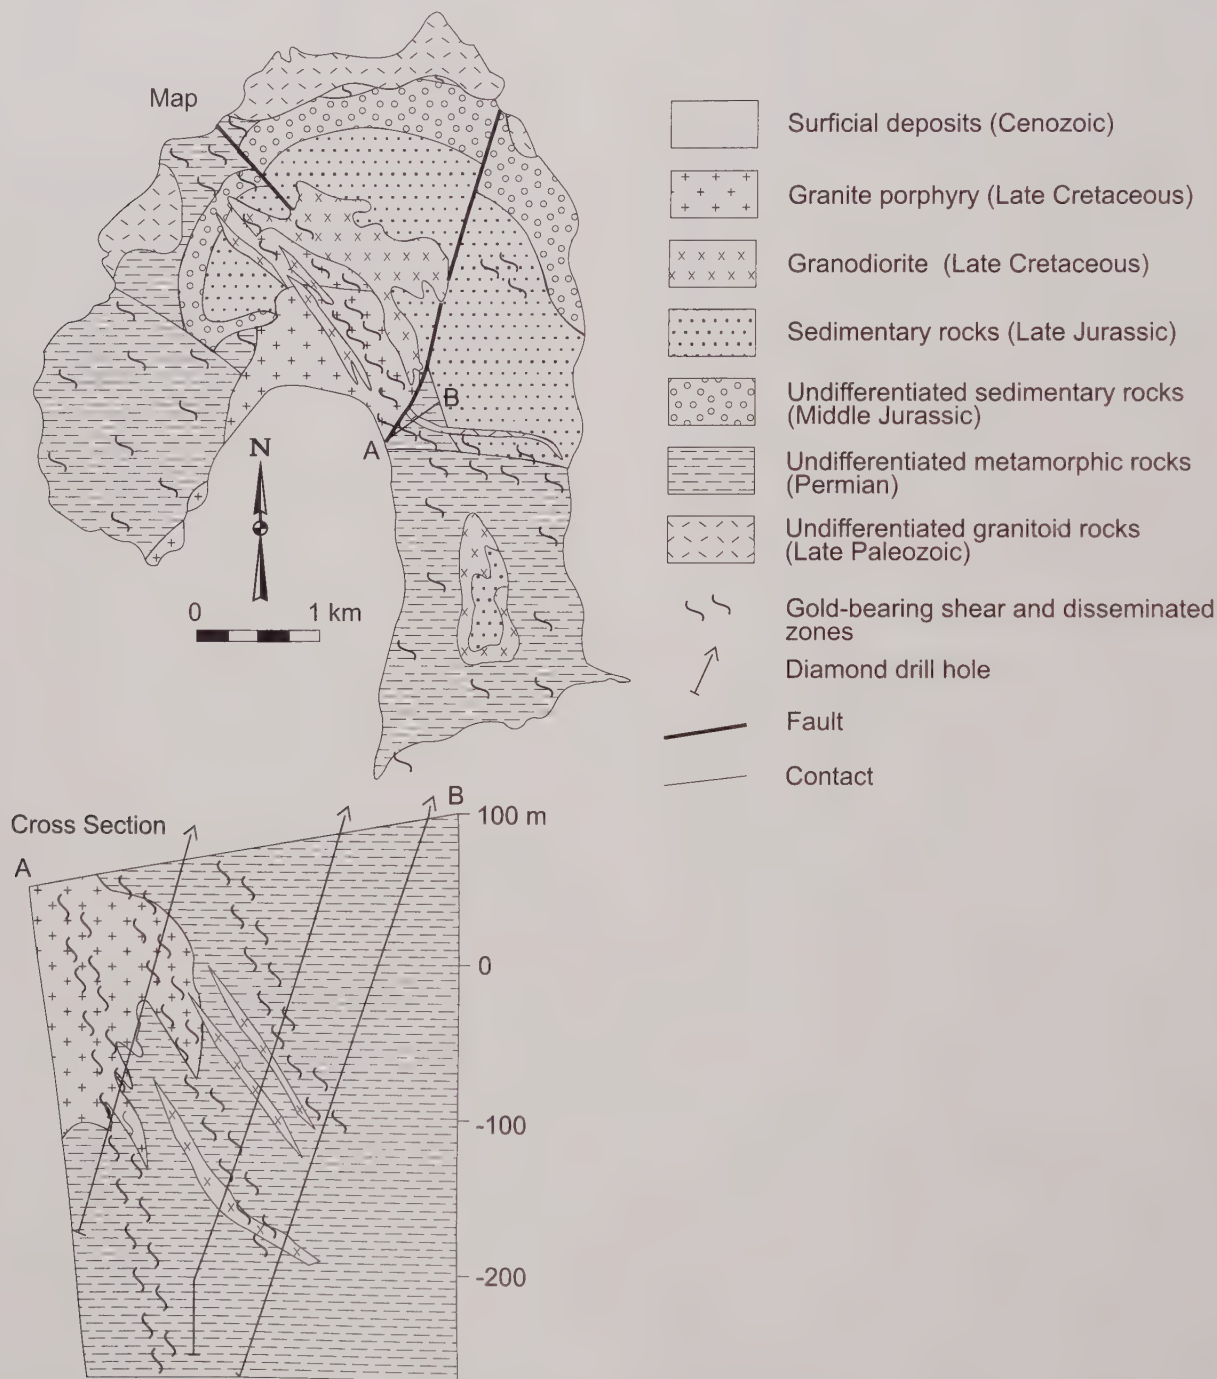 Map
A
B
N
0 1 km
Surficial deposits (Cenozoic)
Granite porphyry (Late Cretaceous)
Granodiorite (Late Cretaceous)
Sedimentary rocks (Late Jurassic)
Undifferentiated sedimentary rocks
(Middle Jurassic)
Undifferentiated metamorphic rocks
(Permian)
Undifferentiated granitoid rocks
(Late Paleozoic)
Gold-bearing shear and disseminated
zones
Diamond drill hole
Fault
Contact
Cross Section
A
B
100 m
0
-100
-200